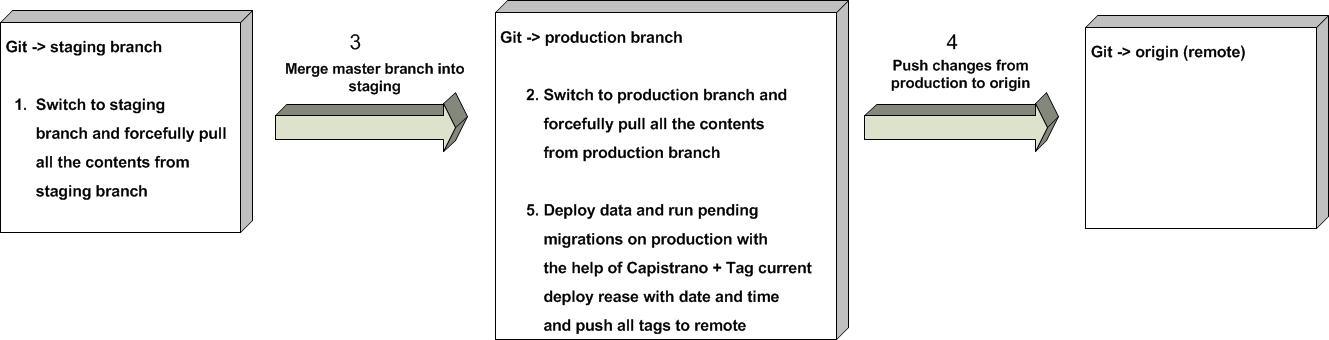 Git -> staging branch
1. Switch to staging
branch and forcefully pull
all the contents from
staging branch
3
Merge master branch into
staging
Git -> production branch
2. Switch to production branch and
forcefully pull all the contents
from production branch
5. Deploy data and run pending
migrations on production with
the help of Capistrano + Tag current
deploy rease with date and time
and push all tags to remote
4
Push changes from
production to origin
Git -> origin (remote)